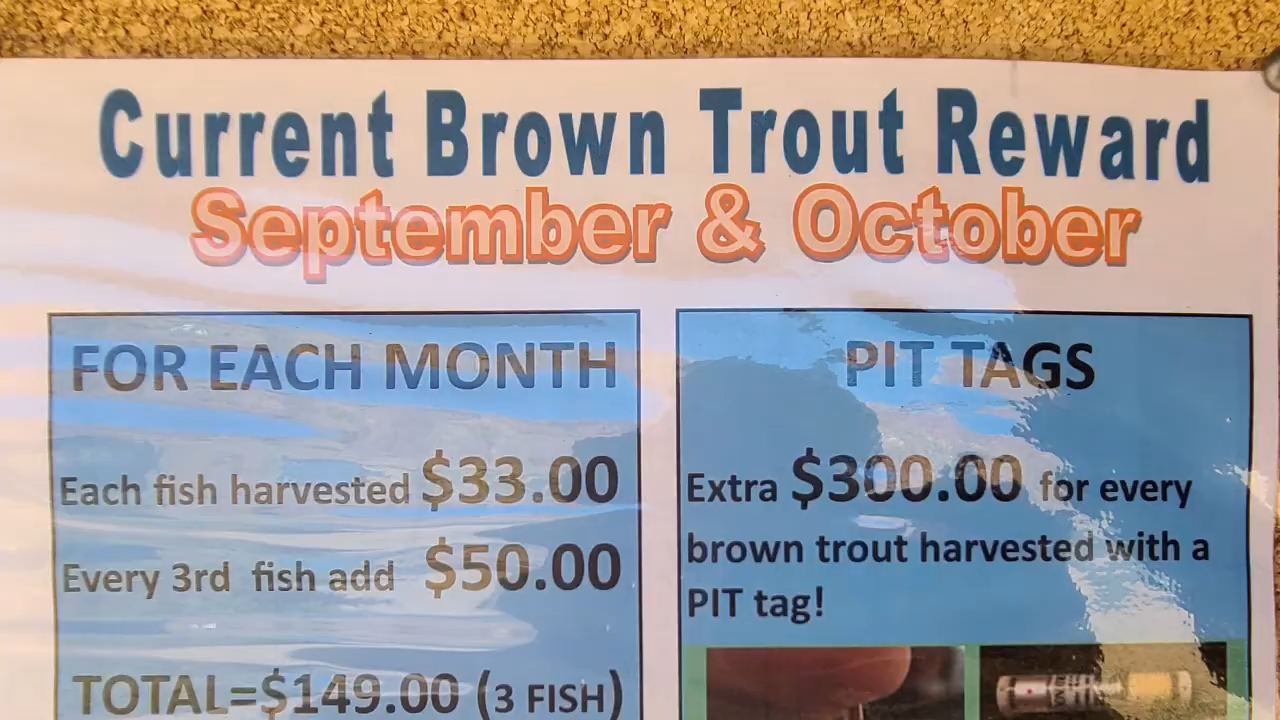 Current Brown Trout Reward
September & October
FOR EACH MONTH
Each fish harvested $33.00
Every 3rd fish add $50.00
TOTAL=$149.00 (3 FISH)
PIT TAGS
Extra $300.00 for every
brown trout harvested with a
PIT tag!